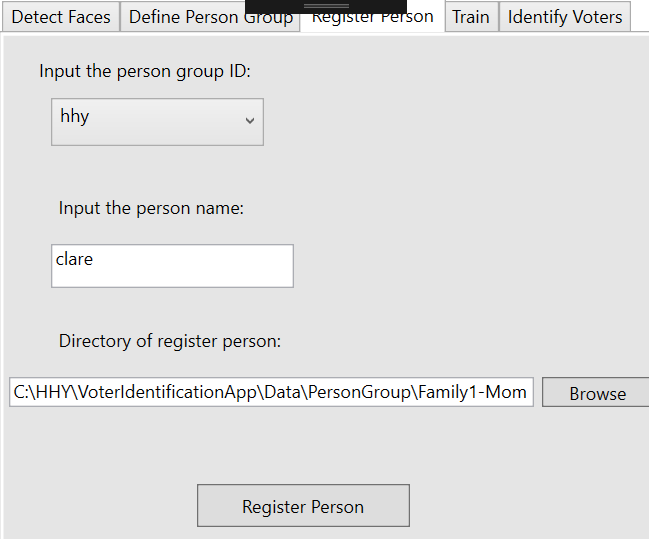 Detect Faces Define Person Group Register Person Train Identify Voters
Input the person group ID:
hhy
Input the person name:
clare
Directory of register person:
C:\HHY\VoterIdentificationApp\Data\PersonGroup\Family1-Mom Browse
Register Person